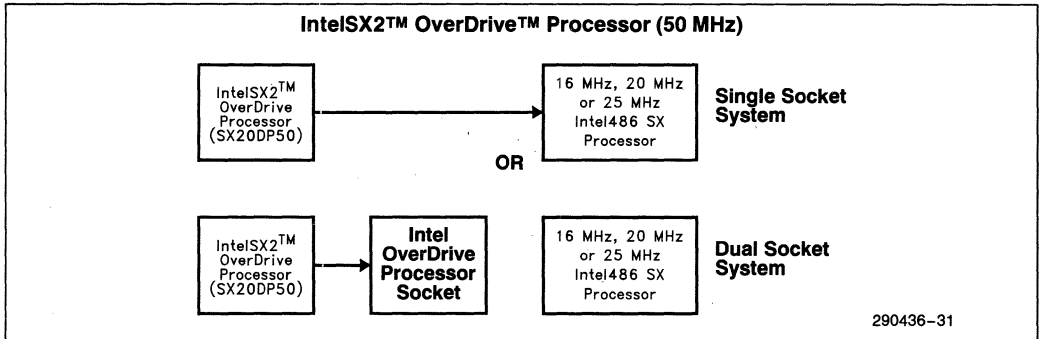 IntelSX2™ OverDrive™ Processor (50 MHz)
IntelSX2™
OverDrive
Processor
(SX20DP50)
16 MHz, 20 MHz
or 25 MHz
Intel486 SX
Processor
Single Socket
System
OR
IntelSX2™
OverDrive
Processor
(SX20DP50)
Intel
OverDrive
Processor
Socket
16 MHz, 20 MHz
or 25 MHz
Intel486 SX
Processor
Dual Socket
System
290436–31